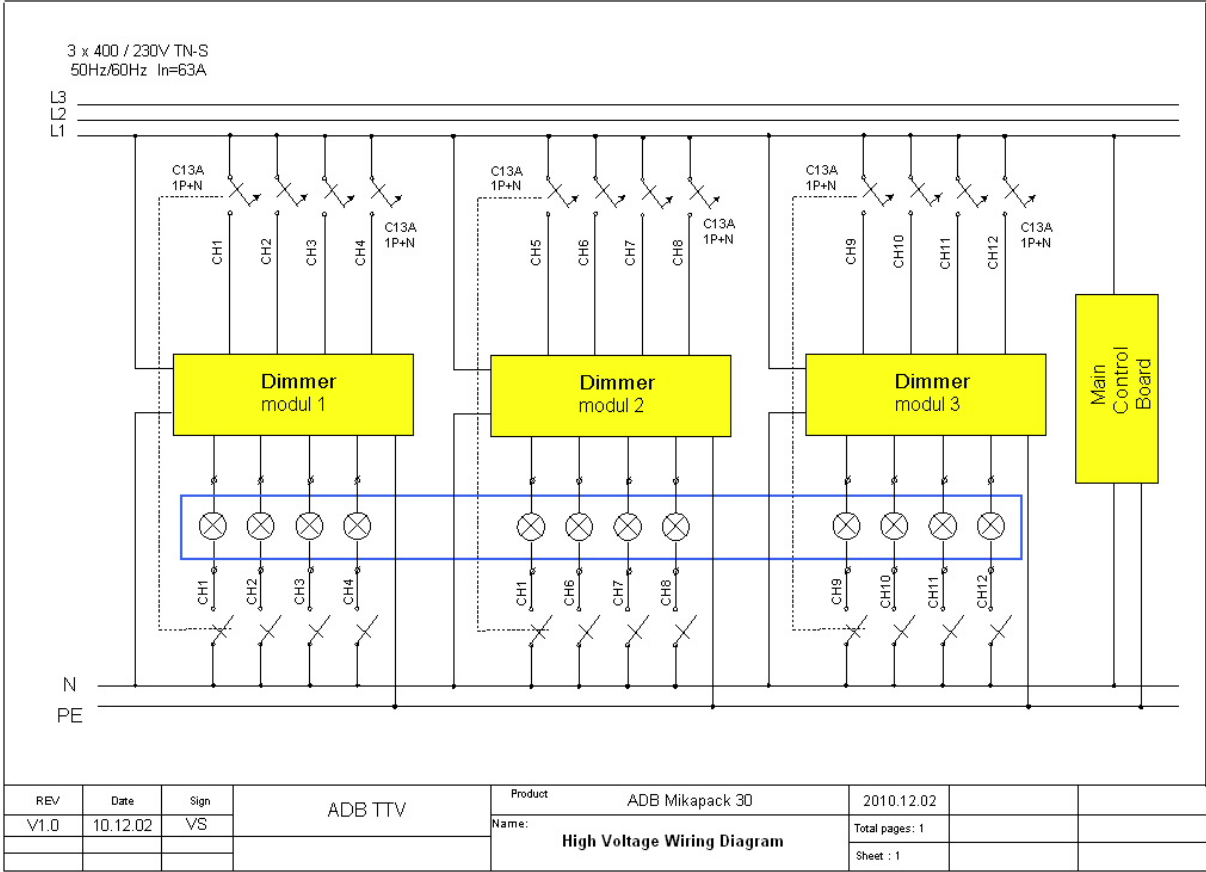 3 x 400 / 230V TN-S
50Hz/60Hz In=63A
L3
L2
L1
C13A
1P+N
C13A
1P+N
C13A
1P+N
C13A
1P+N
C13A
1P+N
C13A
1P+N
CH1
CH2
CH3
CH4
CH5
CH6
CH7
CH8
CH9
CH10
CH11
CH12
Dimmer
modul 1
Dimmer
modul 2
Dimmer
modul 3
Main
Control
Board
CH1
CH2
CH3
CH4
CH1
CH6
CH7
CH8
CH9
CH10
CH11
CH12
N
PE
REV
Date
Sign
V1.0
10.12.02
VS
ADB TTV
Product
ADB Mikapack 30
Name:
High Voltage Wiring Diagram
2010.12.02
Total pages: 1
Sheet : 1